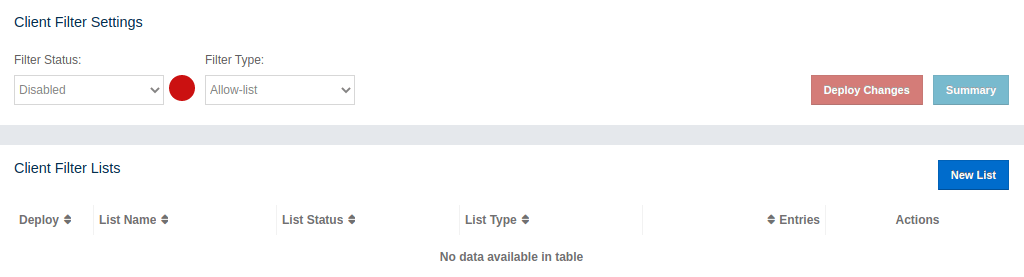 Client Filter Settings
Filter Status: Filter Type:
Disabled Allow-list Deploy Changes Summary
Client Filter Lists
New List
Deploy List Name List Status List Type Entries Actions
No data available in table